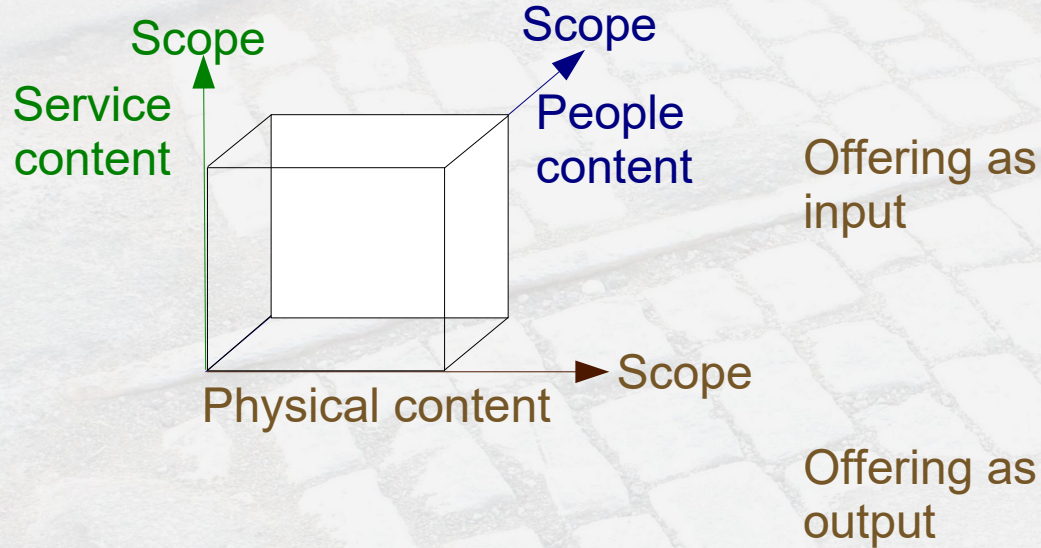 Scope
Service
content
Scope
People
content
Offering as
input
Scope
Physical content
Offering as
output